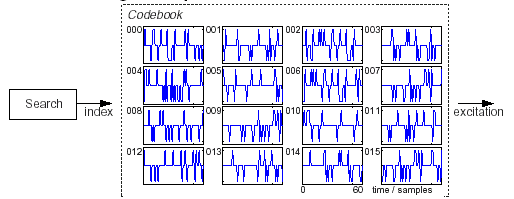 Codebook
000 001 002 003
004 005 006 007
Search index excitation
008 009 010 011
012 013 014 015
0 60 time / samples